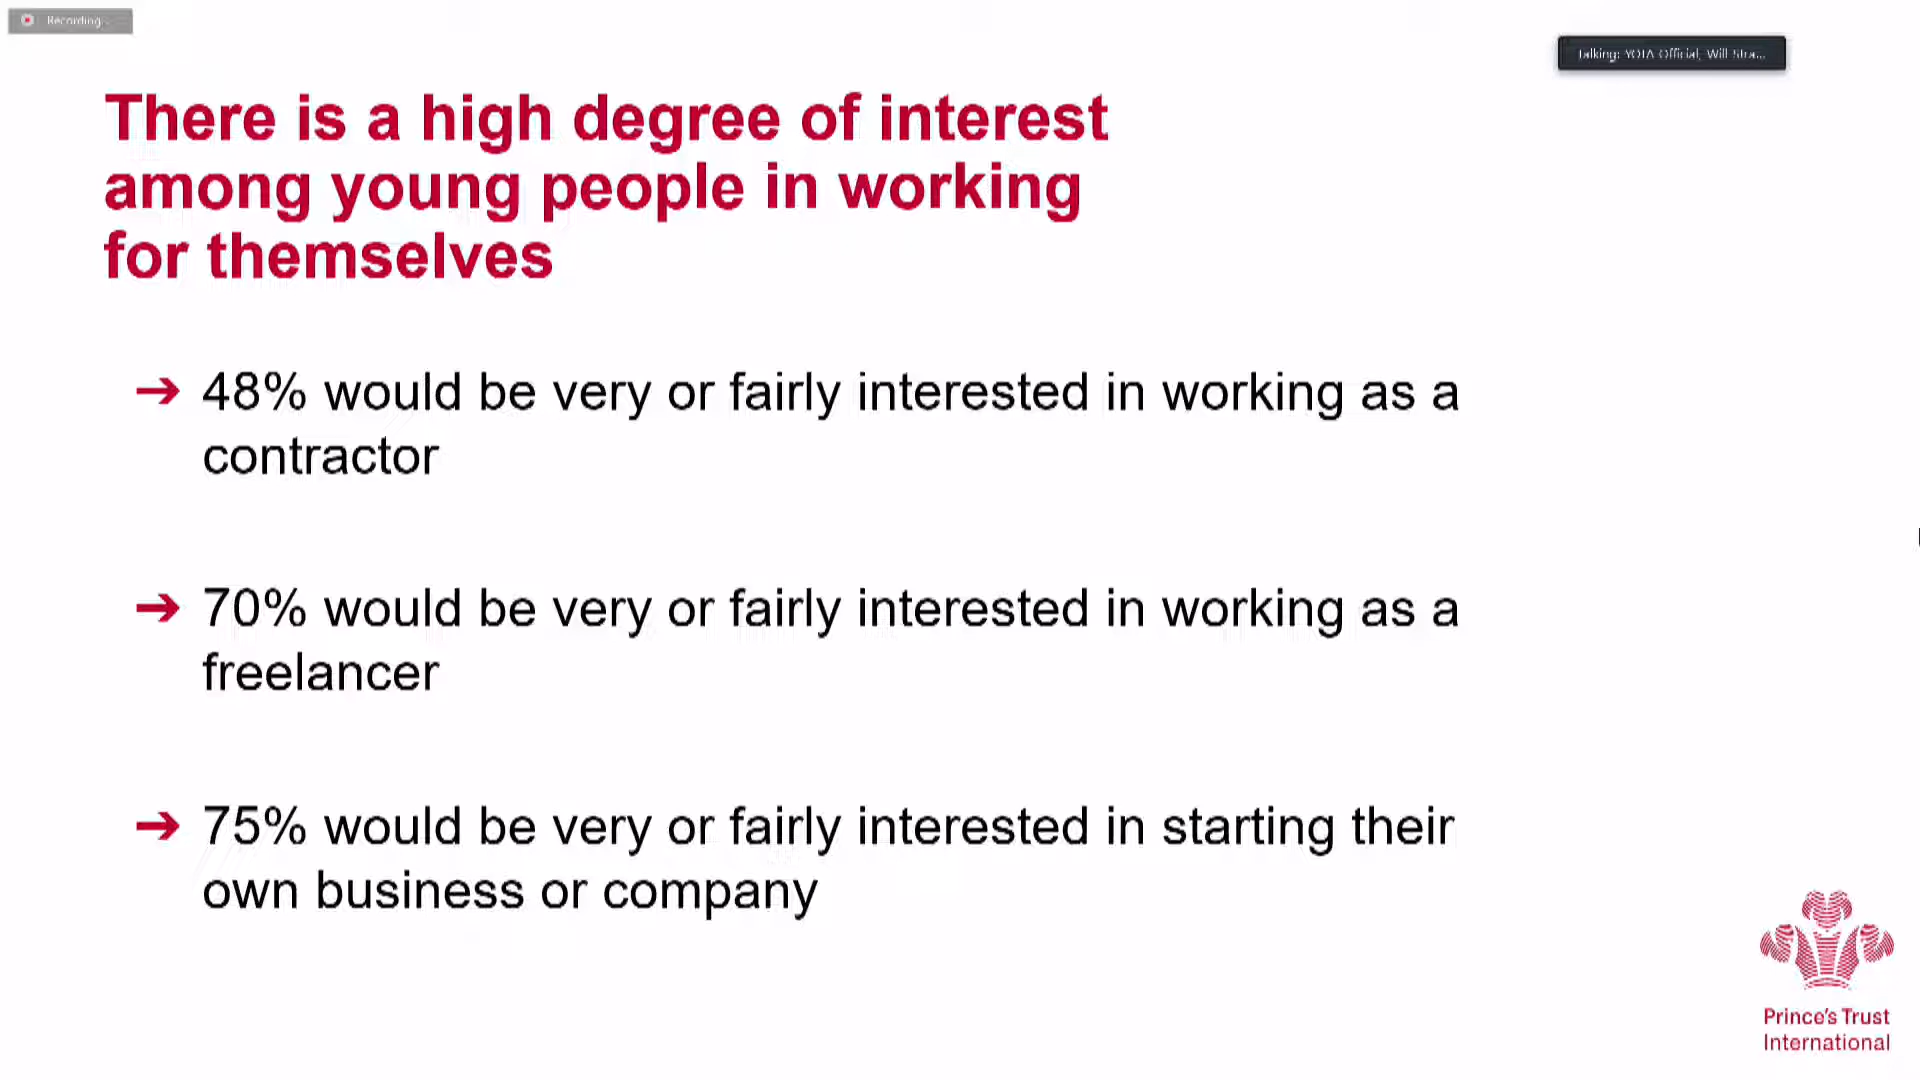 Recording...
Talking: YOTA Official, Will Stra...
There is a high degree of interest
among young people in working
for themselves
➔ 48% would be very or fairly interested in working as a
contractor
➔ 70% would be very or fairly interested in working as a
freelancer
➔ 75% would be very or fairly interested in starting their
own business or company
Prince's Trust
International